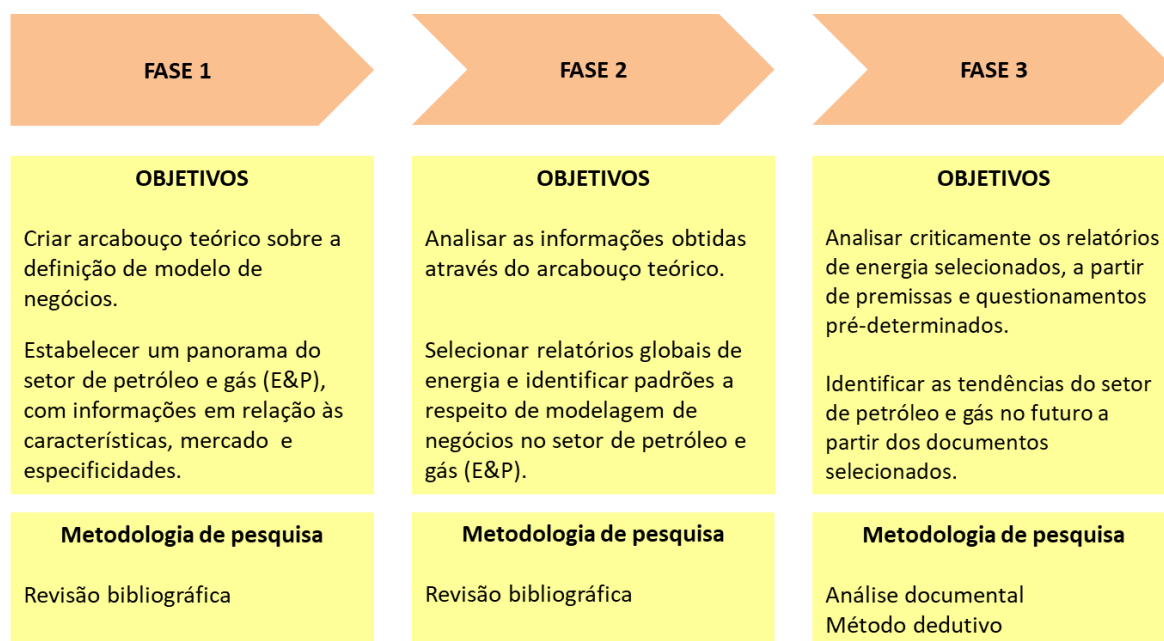 FASE 1
FASE 2
FASE 3
OBJETIVOS
Criar arcabouço teórico sobre a
definição de modelo de
negócios.
Estabelecer um panorama do
setor de petróleo e gás (E&P),
com informações em relação às
características, mercado e
especificidades.
OBJETIVOS
Analisar as informações obtidas
através do arcabouço teórico.
Selecionar relatórios globais de
energia e identificar padrões a
respeito de modelagem de
negócios no setor de petróleo e
gás (E&P).
OBJETIVOS
Analisar criticamente os relatórios
de energia selecionados, a partir
de premissas e questionamentos
pré-determinados.
Identificar as tendências do setor
de petróleo e gás no futuro a
partir dos documentos
selecionados.
Metodologia de pesquisa
Revisão bibliográfica
Metodologia de pesquisa
Revisão bibliográfica
Metodologia de pesquisa
Análise documental
Método dedutivo